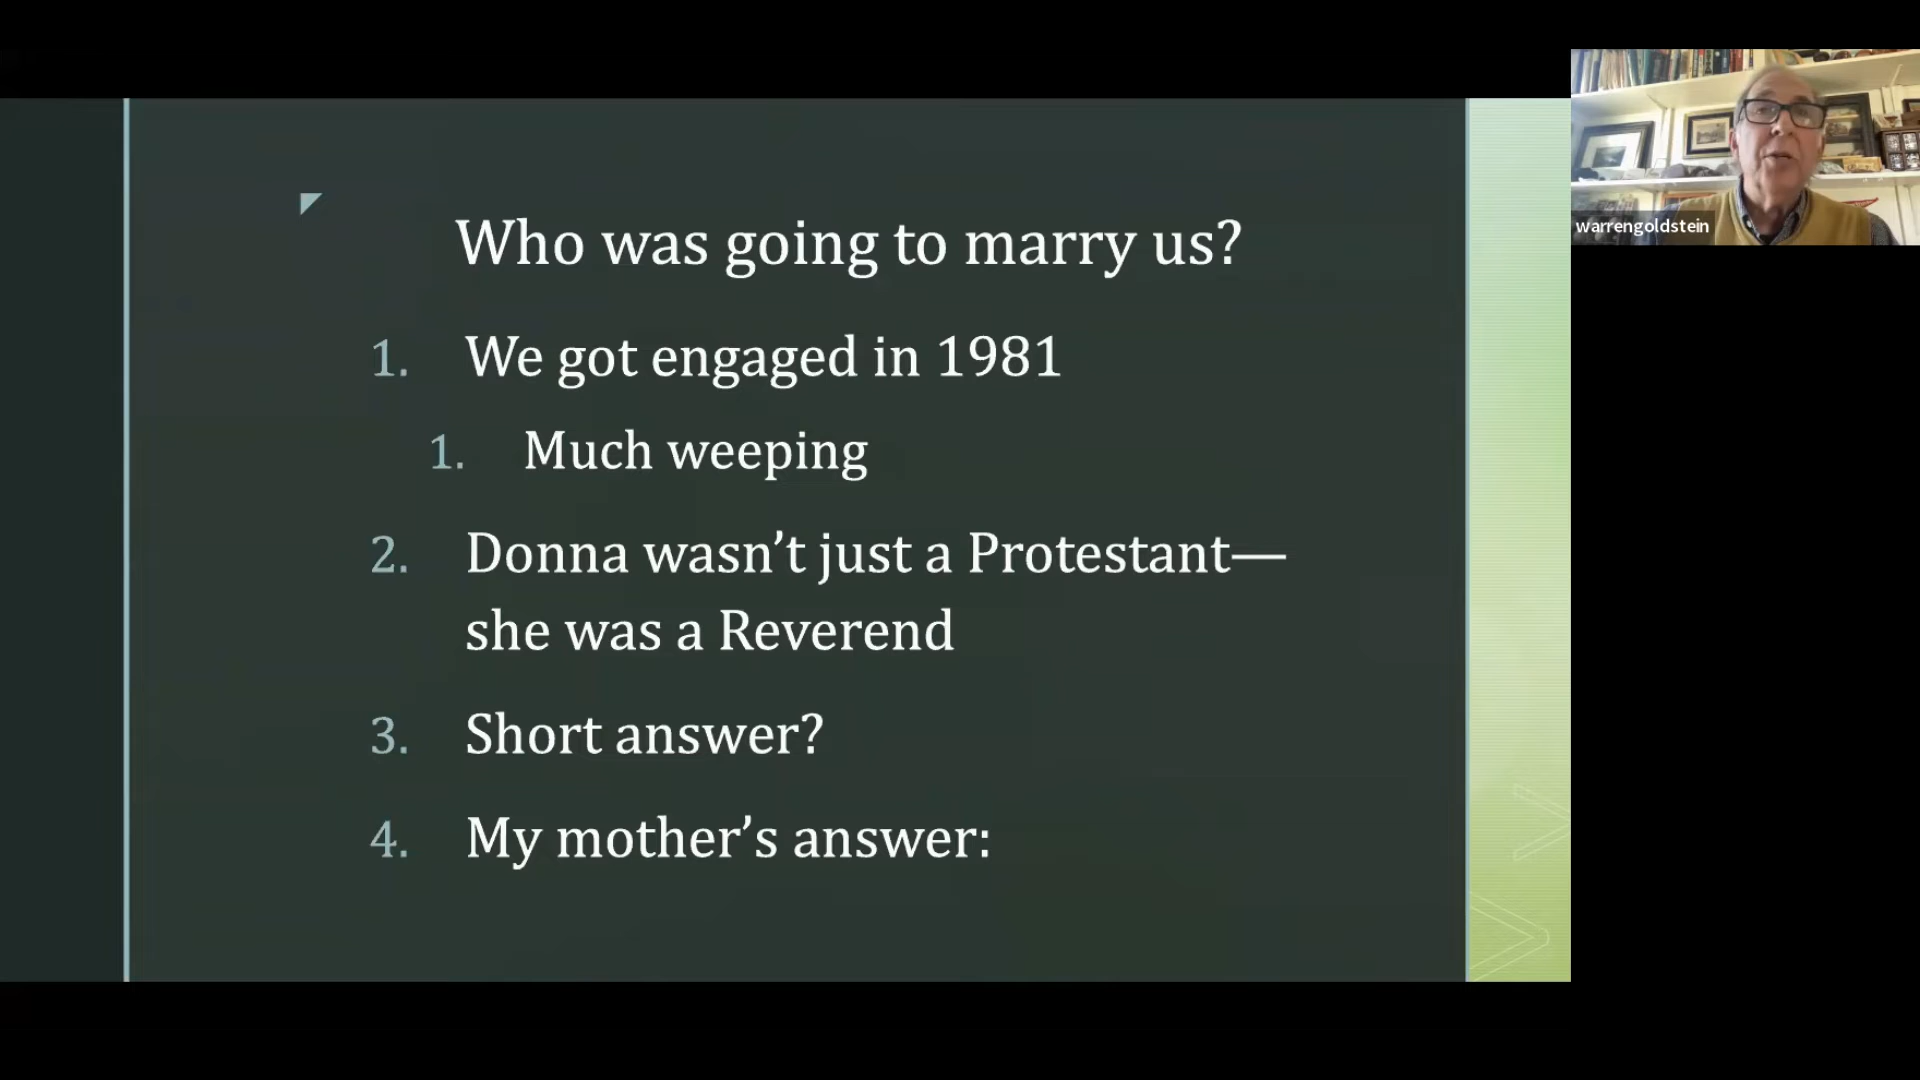 Who was going to marry us?
1. We got engaged in 1981
1. Much weeping
2. Donna wasn’t just a Protestant—
she was a Reverend
3. Short answer?
4. My mother’s answer:
warrengoldstein